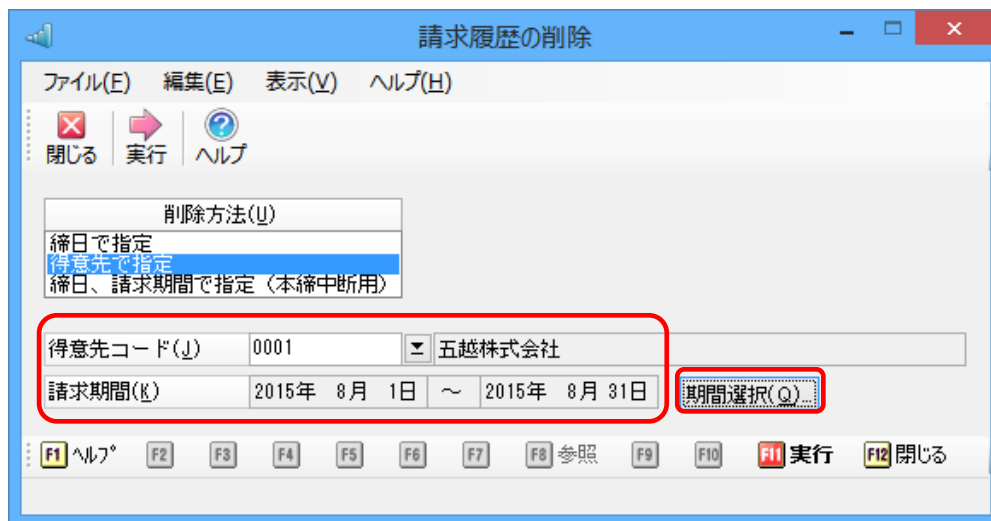 請求履歴の削除
ファイル(F) 編集(E) 表示(V) ヘルプ(H)
閉じる 実行 ヘルプ
削除方法(U)
締日で指定
得意先で指定
締日、請求期間で指定（本締中断用）
得意先コード(J) 0001 五越株式会社
請求期間(K) 2015年 8月 1日 ～ 2015年 8月 31日 期間選択(Q)...
F1 ﾍﾙﾌﾟ F2 F3 F4 F5 F6 F7 F8 参照 F9 F10 F11 実行 F12 閉じる